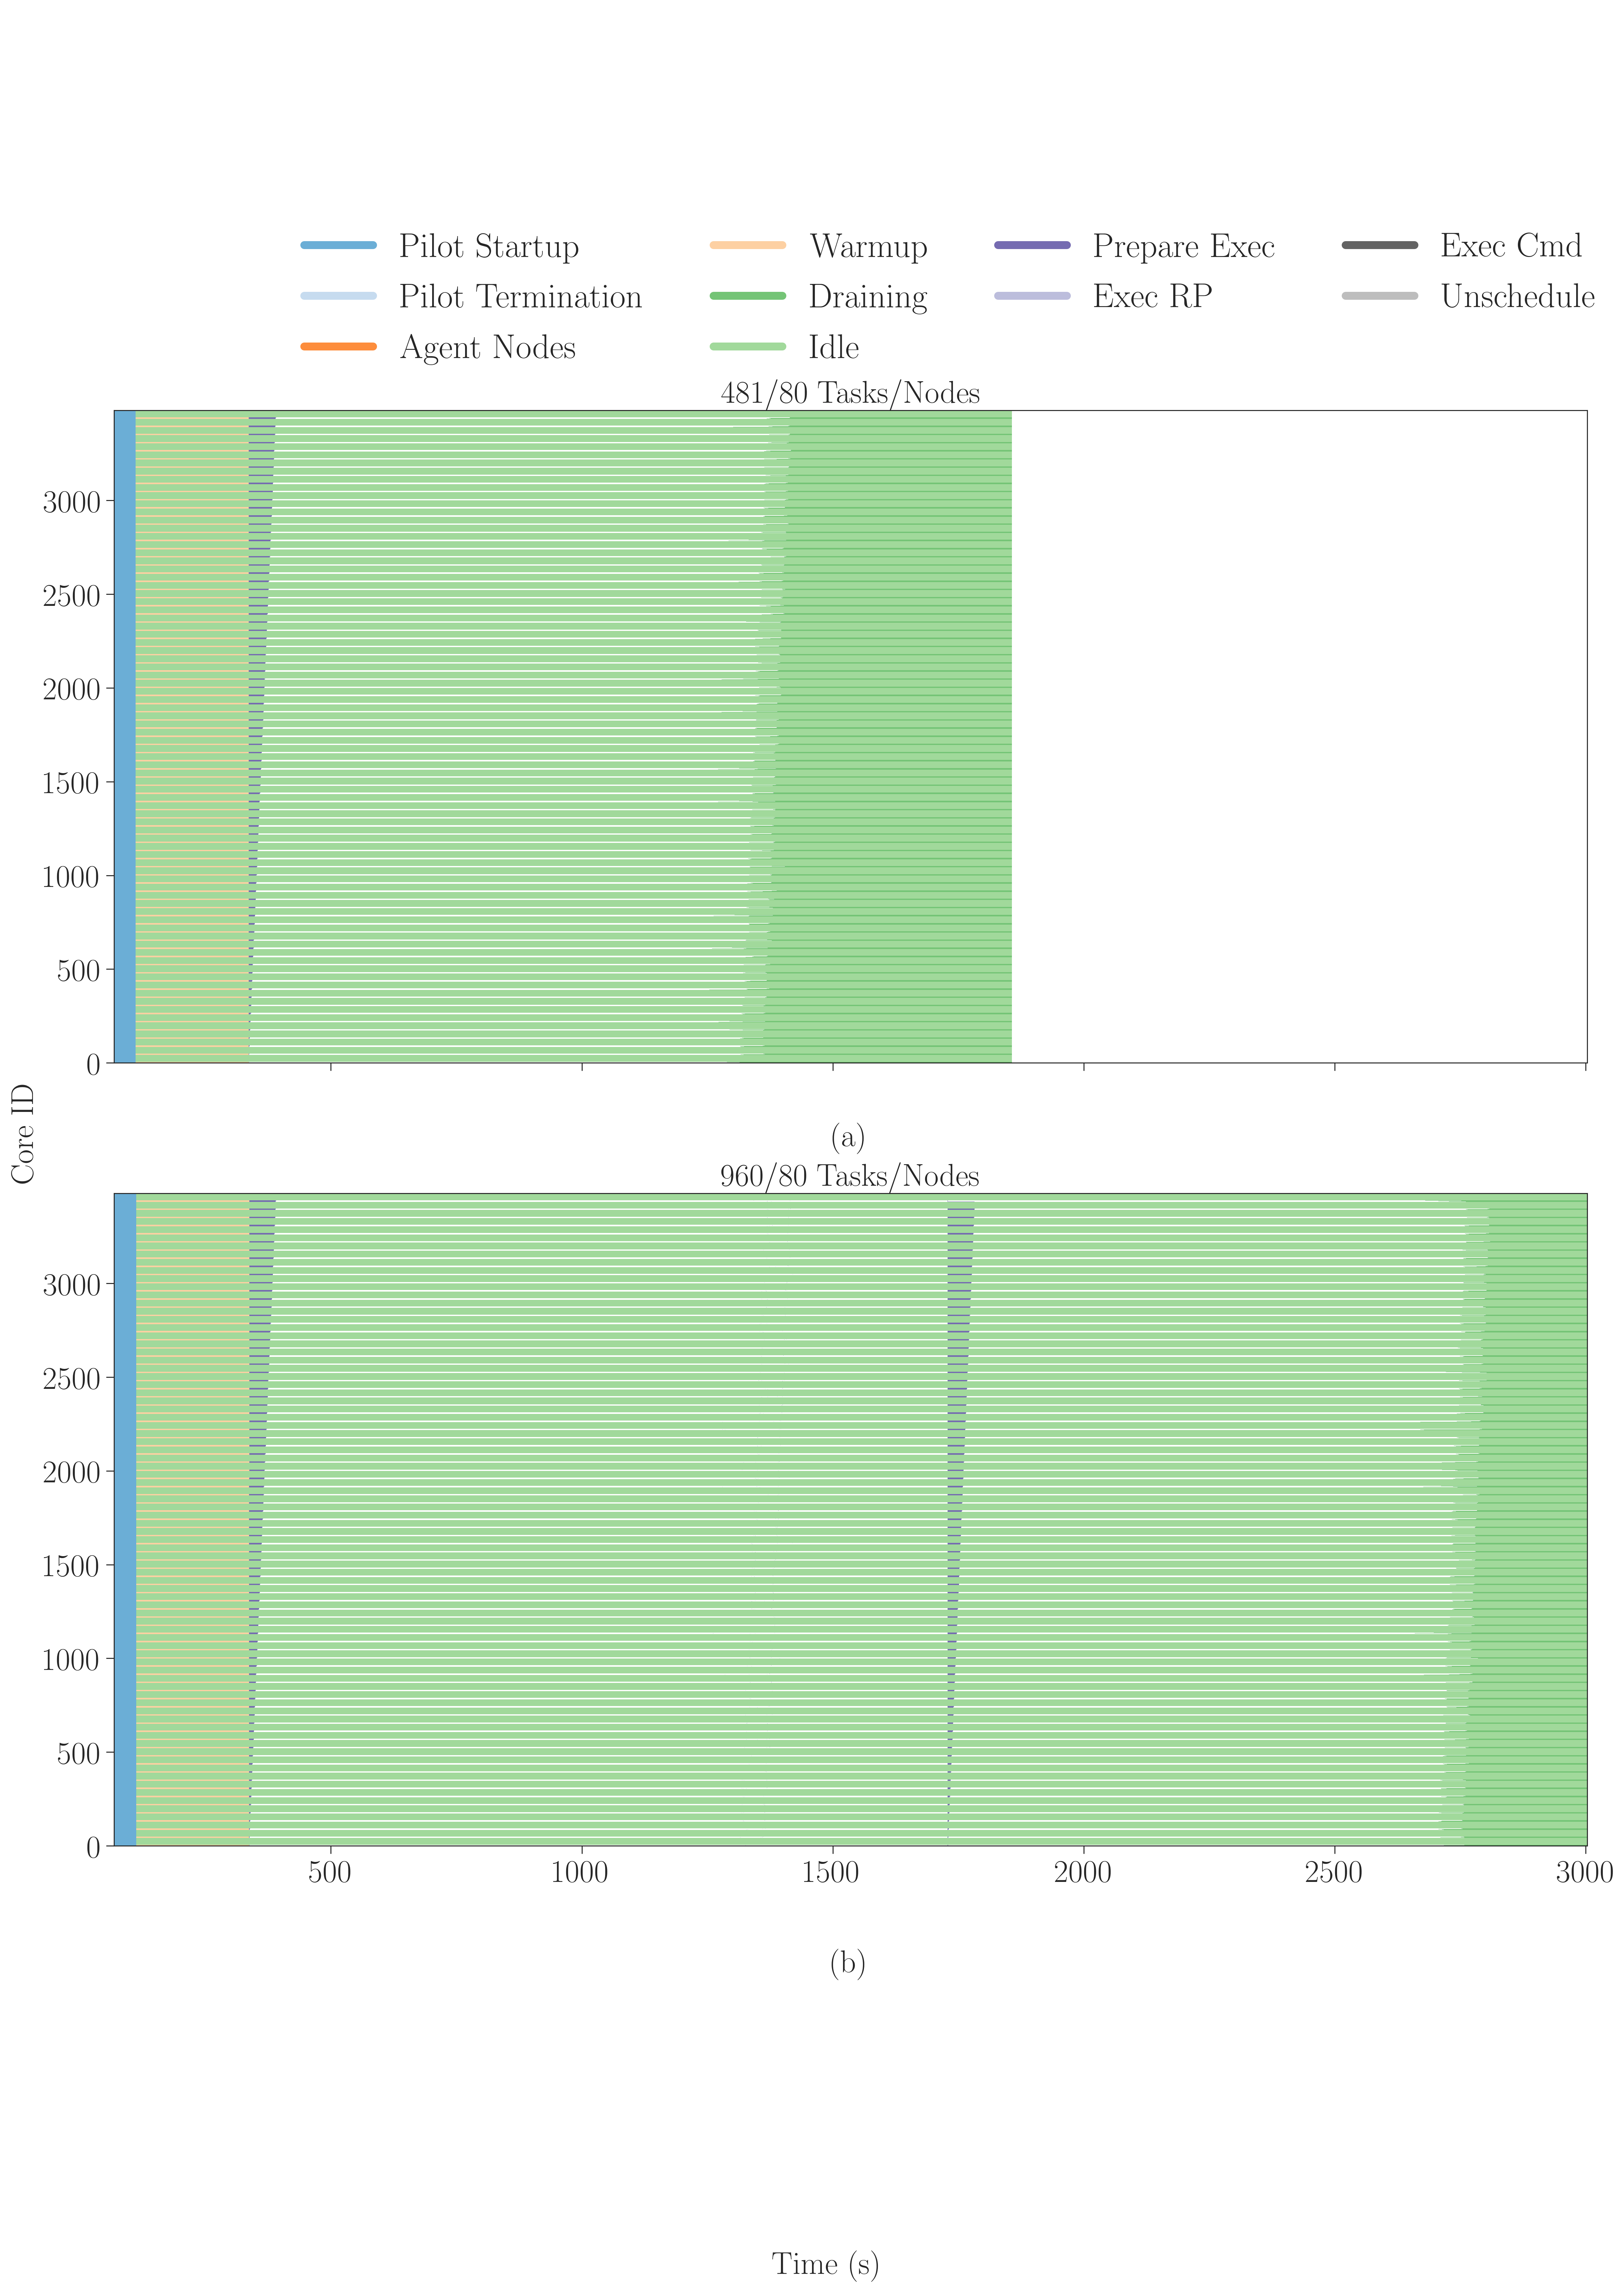 Pilot Startup
Warmup
Prepare Exec
Exec Cmd
Pilot Termination
Draining
Exec RP
Unschedule
Agent Nodes
Idle
481/80 Tasks/Nodes
3000
2500
2000
1500
1000
500
0
(a)
Core ID
960/80 Tasks/Nodes
3000
2500
2000
1500
1000
500
0
500
1000
1500
2000
2500
3000
(b)
Time (s)